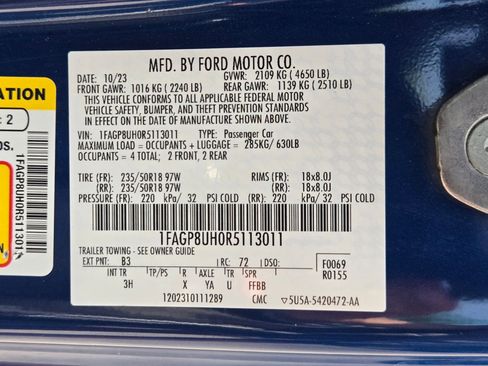 MFD. BY FORD MOTOR CO.
10/23 GVWR: 2109 KG ( 4650 LB)
FRONT GAWR: 1016 KG ( 2240 LB) REAR GAWR: 1139 KG ( 2510 LB)
THIS VEHICLE CONFORMS TO ALL APPLICABLE FEDERAL MOTOR
VEHICLE SAFETY, BUMPER, AND THEFT PREVENTION STANDARDS
IN EFFECT ON THE DATE OF MANUFACTURE SHOWN ABOVE.
VIN: 1FAGP8UH0R5113011 TYPE: Passenger Car
MAXIMUM LOAD = OCCUPANTS + LUGGAGE = 285KG/ 630LB
OCCUPANTS = 4 TOTAL; 2 FRONT, 2 REAR
TIRE (FR): 235/50R18 97W RIMS (FR): 18x8.0J
(RR): 235/50R18 97W (RR): 18x8.0J
PRESSURE (FR): 220 kPa/ 32 PSI COLD (RR): 220 kPa/ 32 PSI COLD
1FAGP8UH0R5113011
TRAILER TOWING - SEE OWNER GUIDE
EXT PNT: B3 RC: 72 DSO: F0069
R0155
INT TR TP/PS R AXLE TR SPR
3H X YA U FFBB
1202310111289 CMC ▽5U5A-5420472-AA
ATION
: 2
OS.
1FAGP8UH0R5113011